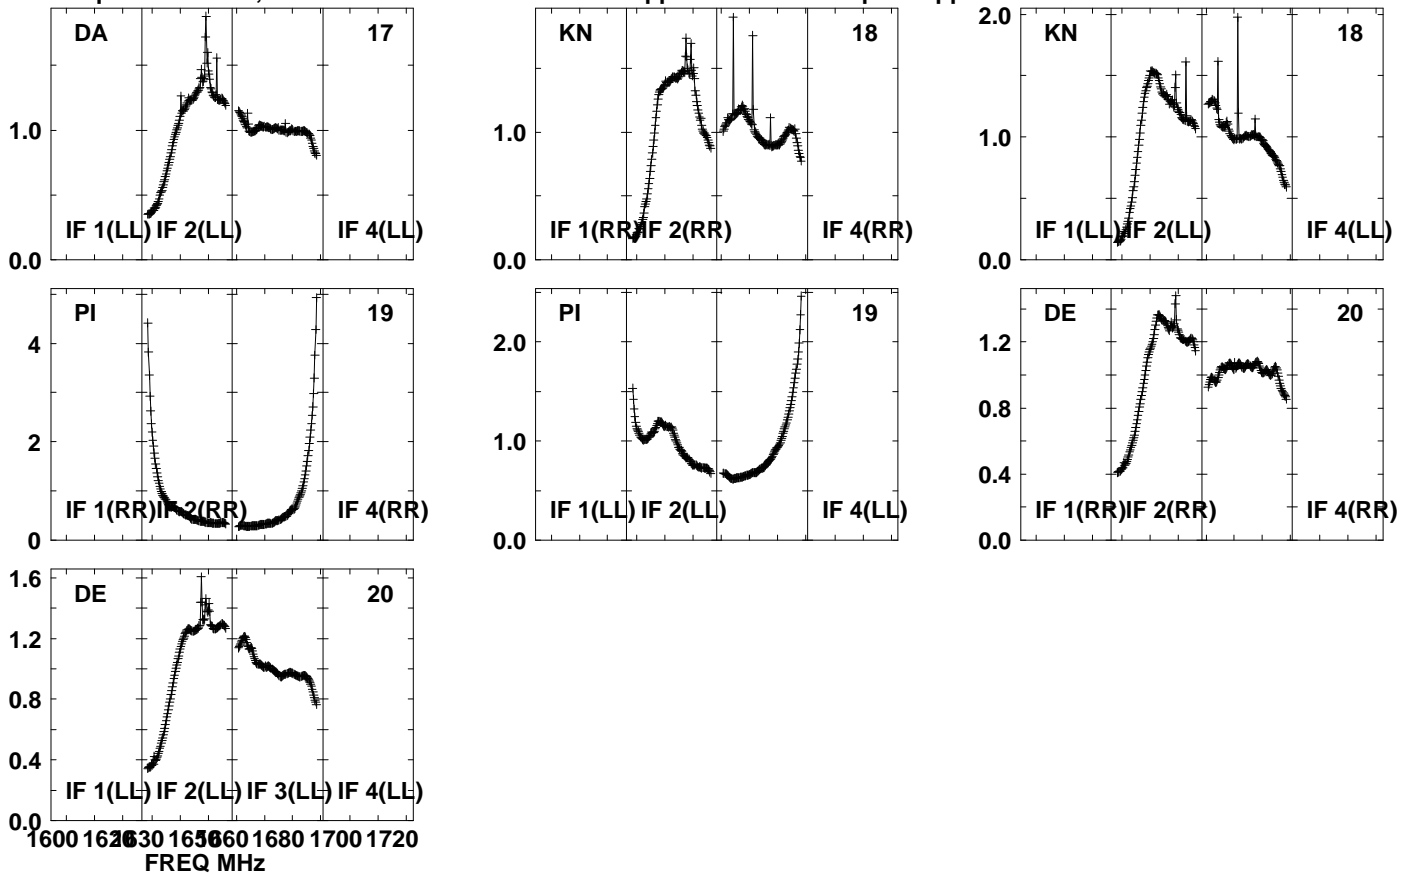 DA 17
1.0
0.0
IF 1(LL) IF 2(LL) IF 4(LL)
KN 18
1.0
0.0
IF 1(RR) IF 2(RR) IF 4(RR)
KN 18
2.0
1.0
0.0
IF 1(LL) IF 2(LL) IF 4(LL)
PI 19
4
2
0
IF 1(RR) IF 2(RR) IF 4(RR)
PI 19
2.0
1.0
0.0
IF 1(LL) IF 2(LL) IF 4(LL)
DE 20
1.2
0.8
0.4
0.0
IF 1(RR) IF 2(RR) IF 4(RR)
DE 20
1.6
1.2
0.8
0.4
0.0
IF 1(LL) IF 2(LL) IF 3(LL) IF 4(LL)
1600 1630 1660 1680 1700 1720
FREQ MHz